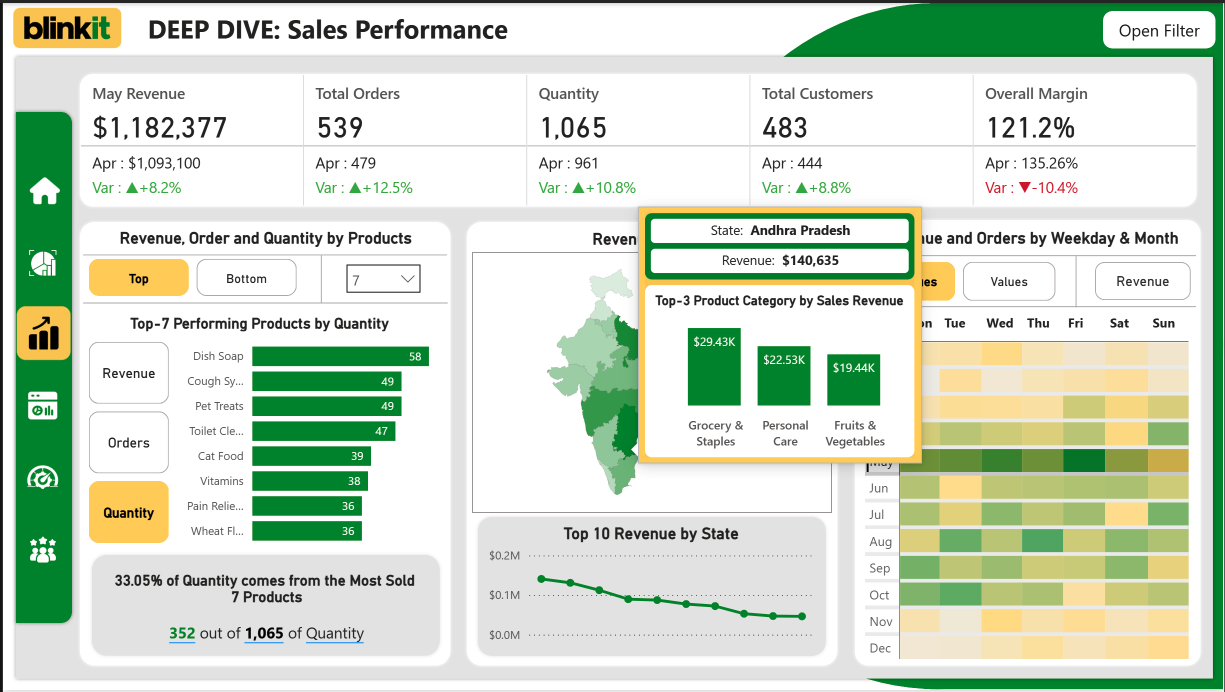 blinkit
DEEP DIVE: Sales Performance
Open Filter
May Revenue
$1,182,377
Apr : $1,093,100
Var : ▲+8.2%
Total Orders
539
Apr : 479
Var : ▲+12.5%
Quantity
1,065
Apr : 961
Var : ▲+10.8%
Total Customers
483
Apr : 444
Var : ▲+8.8%
Overall Margin
121.2%
Apr : 135.26%
Var : ▼-10.4%
Revenue, Order and Quantity by Products
Top
Bottom
7
Top-7 Performing Products by Quantity
Revenue
Orders
Quantity
Dish Soap 58
Cough Sy... 49
Pet Treats 49
Toilet Cle... 47
Cat Food 39
Vitamins 38
Pain Relie... 36
Wheat Fl... 36
33.05% of Quantity comes from the Most Sold
7 Products
352 out of 1,065 of Quantity
Reven
State: Andhra Pradesh
Revenue: $140,635
Top-3 Product Category by Sales Revenue
$29.43K
$22.53K
$19.44K
Grocery &
Staples
Personal
Care
Fruits &
Vegetables
Top 10 Revenue by State
$0.2M
$0.1M
$0.0M
ue and Orders by Weekday & Month
es
Values
Revenue
on Tue Wed Thu Fri Sat Sun
May
Jun
Jul
Aug
Sep
Oct
Nov
Dec